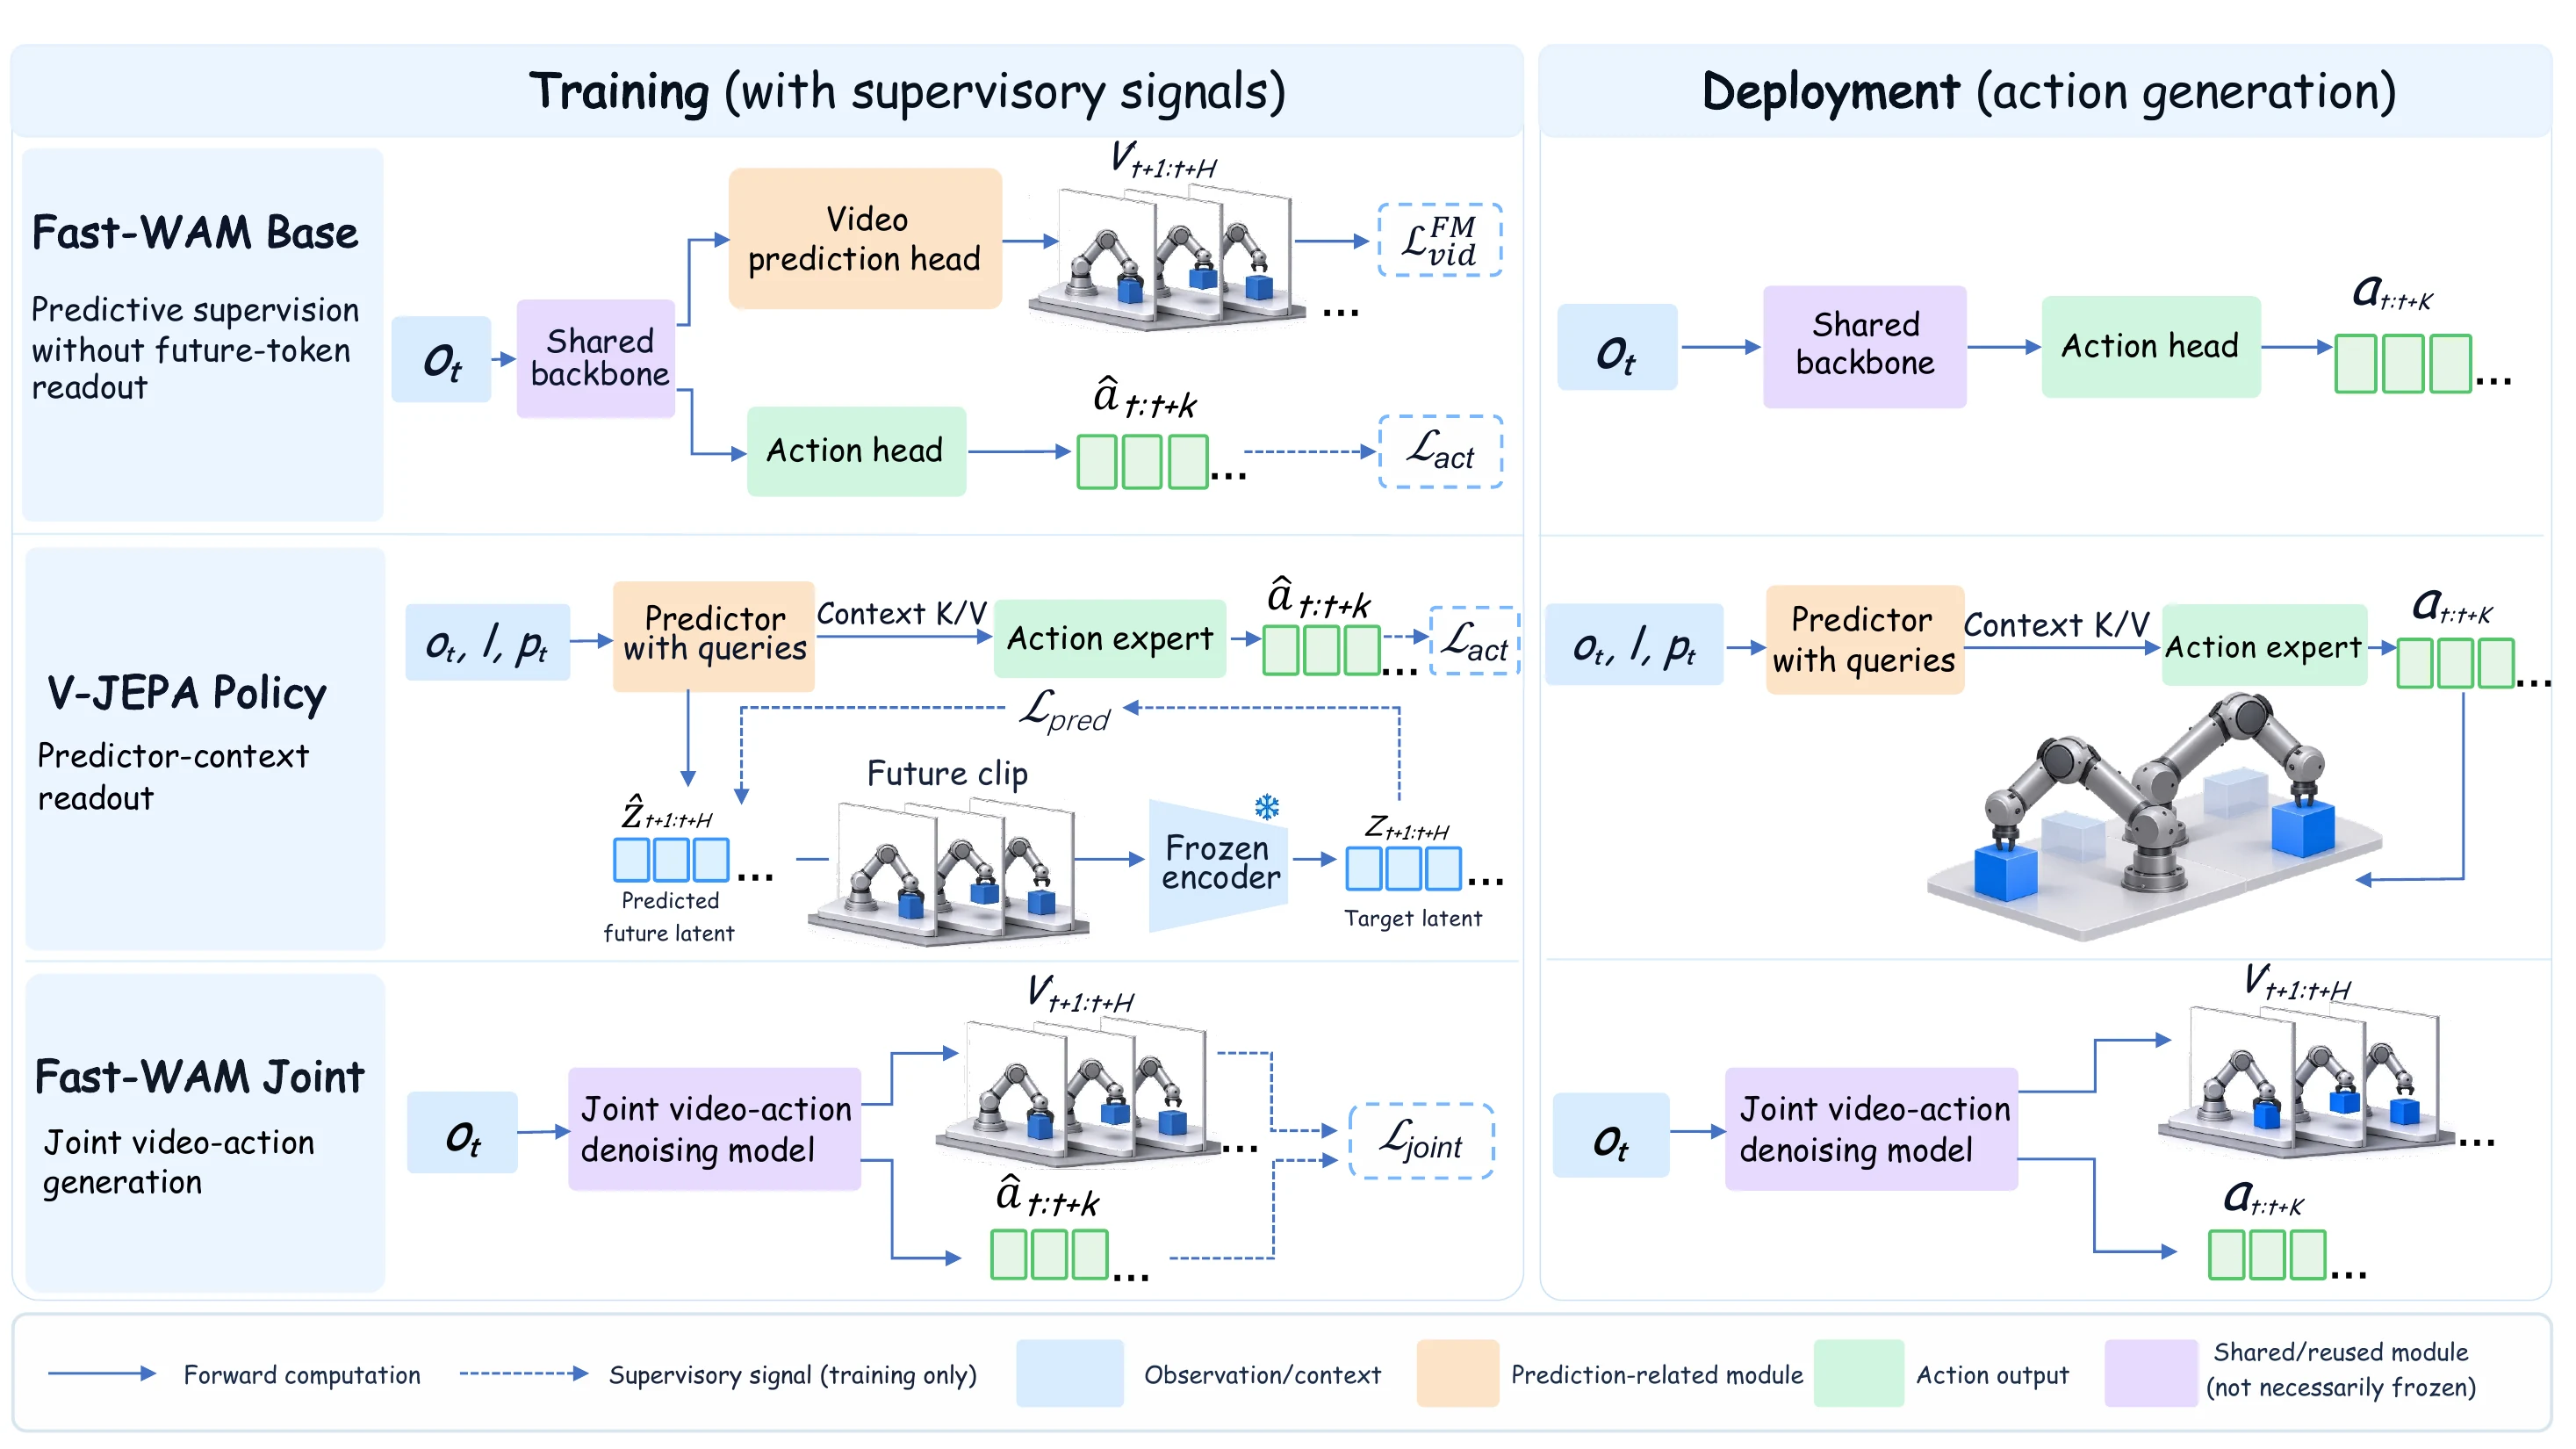 Training (with supervisory signals)
Deployment (action generation)
Fast-WAM Base
Predictive supervision
without future-token
readout
o_t
Shared
backbone
Video
prediction head
V_{t+1:t+H}
...
ℒ^{FM}_{vid}
Action head
â_{t:t+k}
...
ℒ_{act}
o_t
Shared
backbone
Action head
a_{t:t+K}
...
V-JEPA Policy
Predictor-context
readout
o_t, l, p_t
Predictor
with queries
Context K/V
Action expert
â_{t:t+k}
...
ℒ_{act}
ℒ_{pred}
Future clip
ẑ_{t+1:t+H}
...
Predicted
future latent
Frozen
encoder
z_{t+1:t+H}
...
Target latent
o_t, l, p_t
Predictor
with queries
Context K/V
Action expert
a_{t:t+K}
...
Fast-WAM Joint
Joint video-action
generation
o_t
Joint video-action
denoising model
V_{t+1:t+H}
...
â_{t:t+k}
...
ℒ_{joint}
o_t
Joint video-action
denoising model
V_{t+1:t+H}
...
a_{t:t+K}
...
Forward computation
Supervisory signal (training only)
Observation/context
Prediction-related module
Action output
Shared/reused module
(not necessarily frozen)